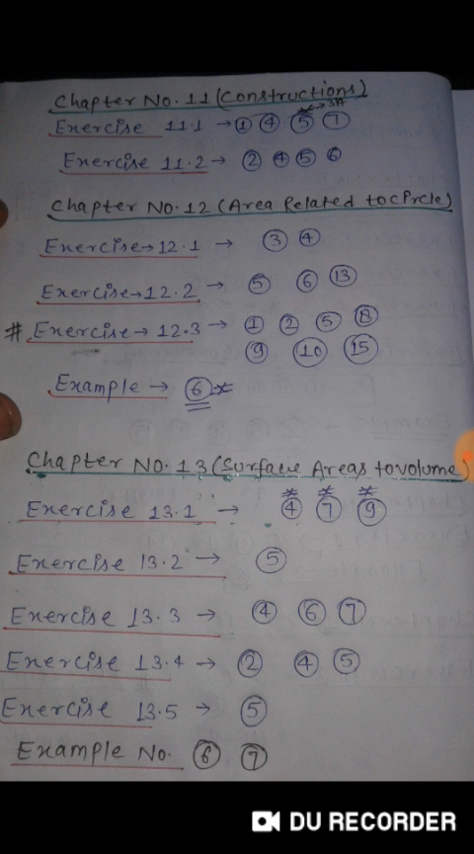 Chapter No. 11 (Constructions)
Exercise 11.1 → ① ④ ⑤ ⑦
Exercise 11.2 → ② ④ ⑤ ⑥
Chapter No. 12 (Area Related to circle)
Exercise → 12.1 → ③ ④
Exercise → 12.2 → ⑤ ⑥ ⑬
# Exercise → 12.3 → ① ② ⑤
⑨ ⑩ ⑮
Example → ⑥*
Chapter No. 13 (Surface Areas to volume)
* * *
Exercise 13.1 → ④ ⑦ ⑨
Exercise 13.2 → ⑤
Exercise 13.3 → ④ ⑥ ⑦
Exercise 13.4 → ② ④ ⑤
Exercise 13.5 → ⑤
Example No. ⑥ ⑦
DU RECORDER